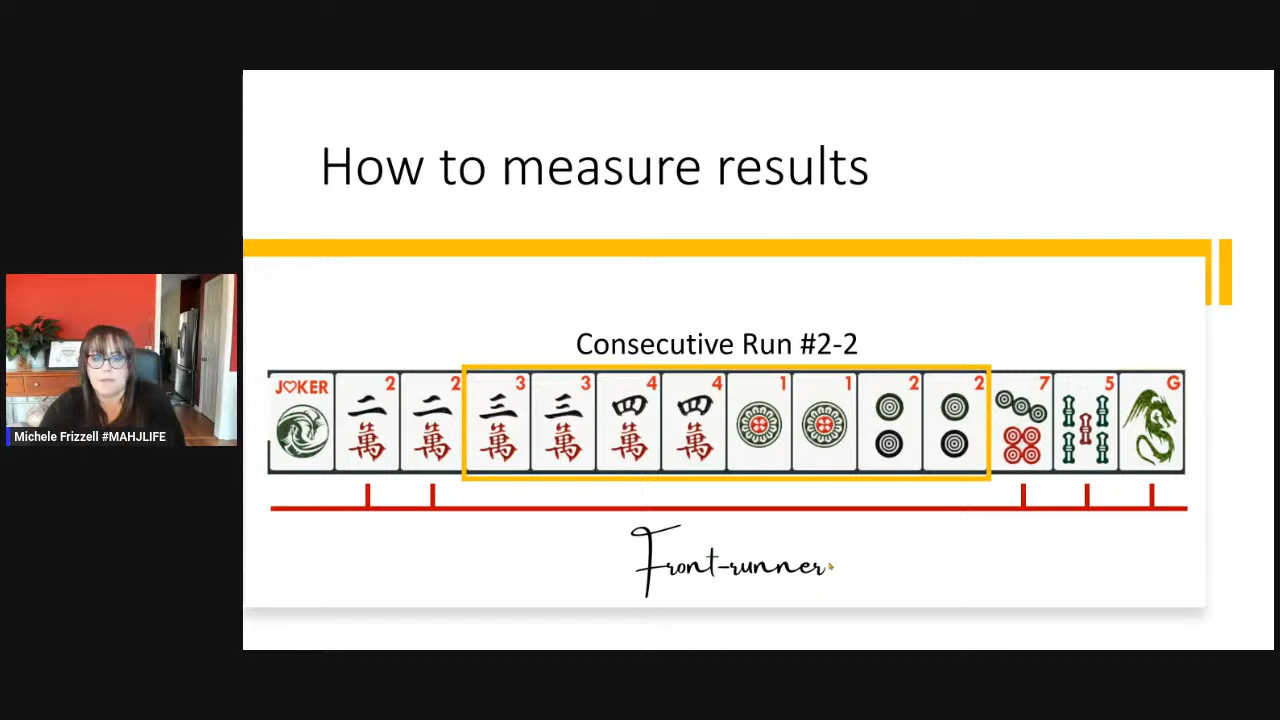 How to measure results
Consecutive Run #2-2
JOKER 2 2 3 3 4 4 1 1 2 2 7 5 G
二 二 三 三 四 四
萬 萬 萬 萬 萬 萬
Front-runner
Michele Frizzell #MAHJLIFE